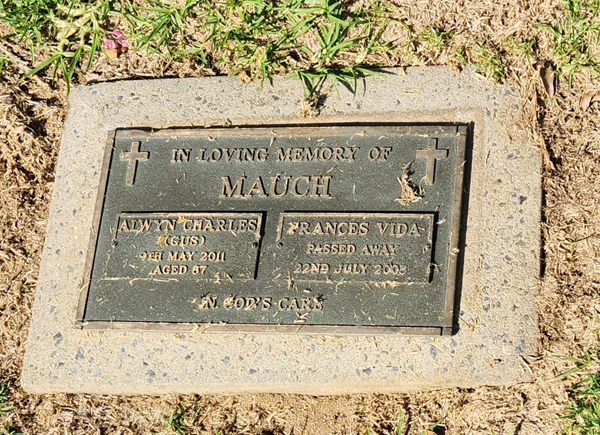 IN LOVING MEMORY OF
MAUCH
ALWYN CHARLES
(GUS)
9TH MAY 2011
AGED 87
FRANCES VIDA
PASSED AWAY
22ND JULY 2005
IN GOD'S CARE